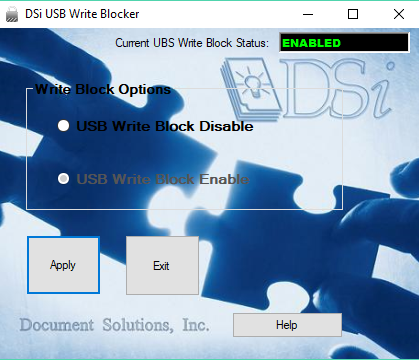 DSi USB Write Blocker
Current UBS Write Block Status: ENABLED
DSi
Write Block Options
USB Write Block Disable
USB Write Block Enable
Apply
Exit
Document Solutions, Inc.
Help